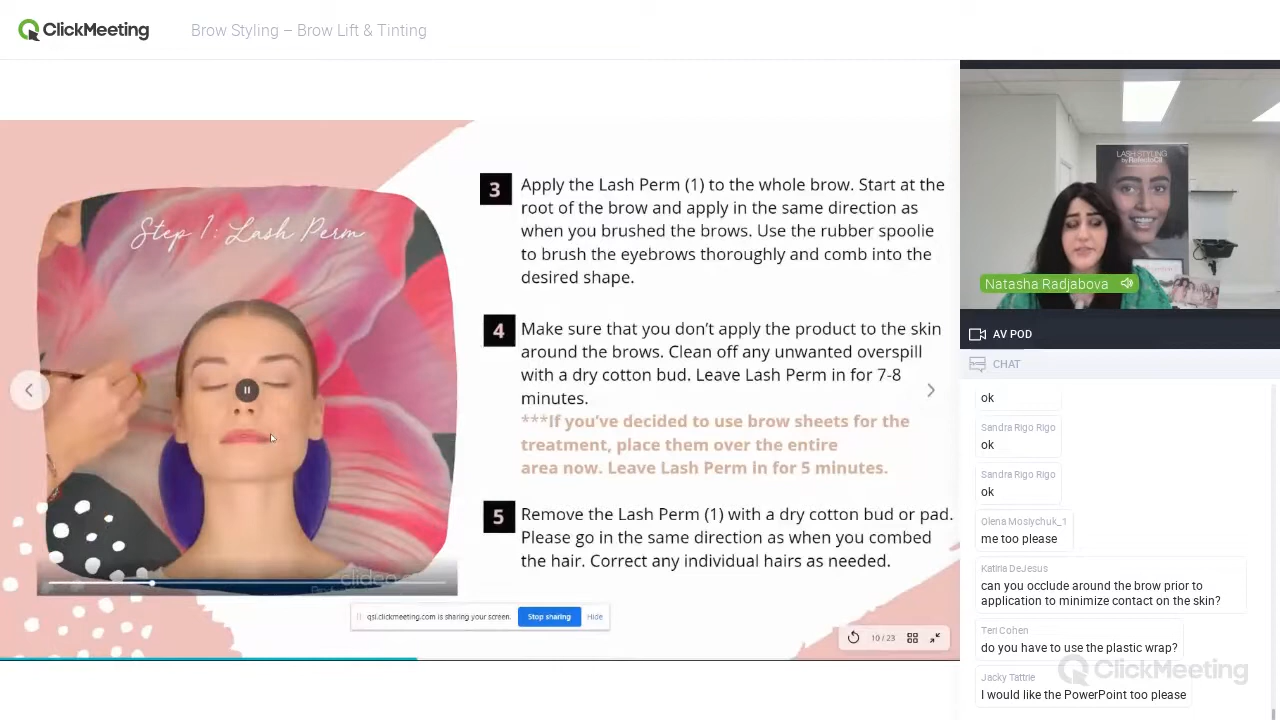 ClickMeeting
Brow Styling – Brow Lift & Tinting
Step 1: Lash Perm
3
Apply the Lash Perm (1) to the whole brow. Start at the
root of the brow and apply in the same direction as
when you brushed the brows. Use the rubber spoolie
to brush the eyebrows thoroughly and comb into the
desired shape.
4
Make sure that you don’t apply the product to the skin
around the brows. Clean off any unwanted overspill
with a dry cotton bud. Leave Lash Perm in for 7-8
minutes.
***If you’ve decided to use brow sheets for the
treatment, place them over the entire
area now. Leave Lash Perm in for 5 minutes.
5
Remove the Lash Perm (1) with a dry cotton bud or pad.
Please go in the same direction as when you combed
the hair. Correct any individual hairs as needed.
clideo
qsi.clickmeeting.com is sharing your screen.
Stop sharing
Hide
10 / 23
LASH STYLING
by RefectoCil
Natasha Radjabova
AV POD
CHAT
ok
Sandra Rigo Rigo
ok
Sandra Rigo Rigo
ok
Olena Moslychuk_1
me too please
Katiria DeJesus
can you occlude around the brow prior to
application to minimize contact on the skin?
Teri Cohen
do you have to use the plastic wrap?
Jacky Tattrie
I would like the PowerPoint too please
ClickMeeting